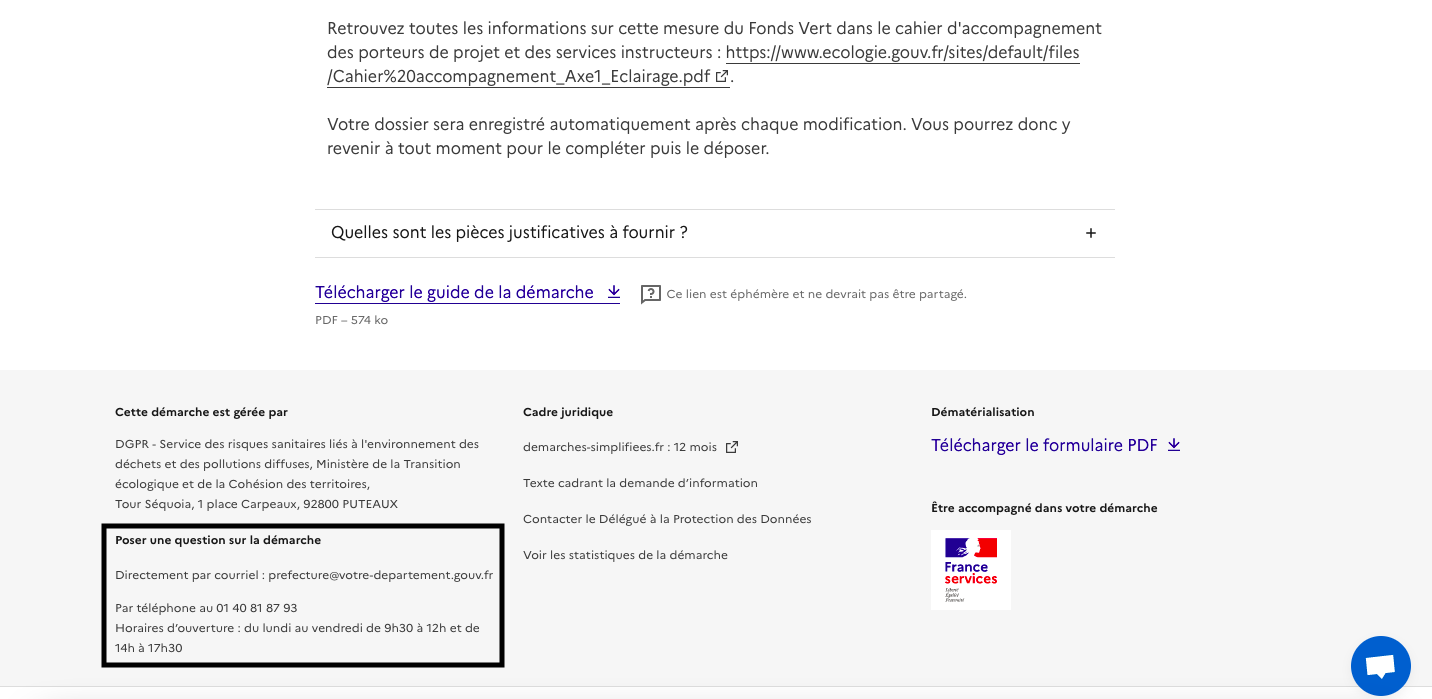 Retrouvez toutes les informations sur cette mesure du Fonds Vert dans le cahier d'accompagnement
des porteurs de projet et des services instructeurs : https://www.ecologie.gouv.fr/sites/default/files
/Cahier%20accompagnement_Axe1_Eclairage.pdf.
Votre dossier sera enregistré automatiquement après chaque modification. Vous pourrez donc y
revenir à tout moment pour le compléter puis le déposer.
Quelles sont les pièces justificatives à fournir ? +
Télécharger le guide de la démarche
Ce lien est éphémère et ne devrait pas être partagé.
PDF – 574 ko
Cette démarche est gérée par
DGPR - Service des risques sanitaires liés à l'environnement des
déchets et des pollutions diffuses, Ministère de la Transition
écologique et de la Cohésion des territoires,
Tour Séquoia, 1 place Carpeaux, 92800 PUTEAUX
Poser une question sur la démarche
Directement par courriel : prefecture@votre-departement.gouv.fr
Par téléphone au 01 40 81 87 93
Horaires d’ouverture : du lundi au vendredi de 9h30 à 12h et de
14h à 17h30
Cadre juridique
demarches-simplifiees.fr : 12 mois
Texte cadrant la demande d’information
Contacter le Délégué à la Protection des Données
Voir les statistiques de la démarche
Dématérialisation
Télécharger le formulaire PDF
Être accompagné dans votre démarche
France
services
Liberté
Égalité
Fraternité